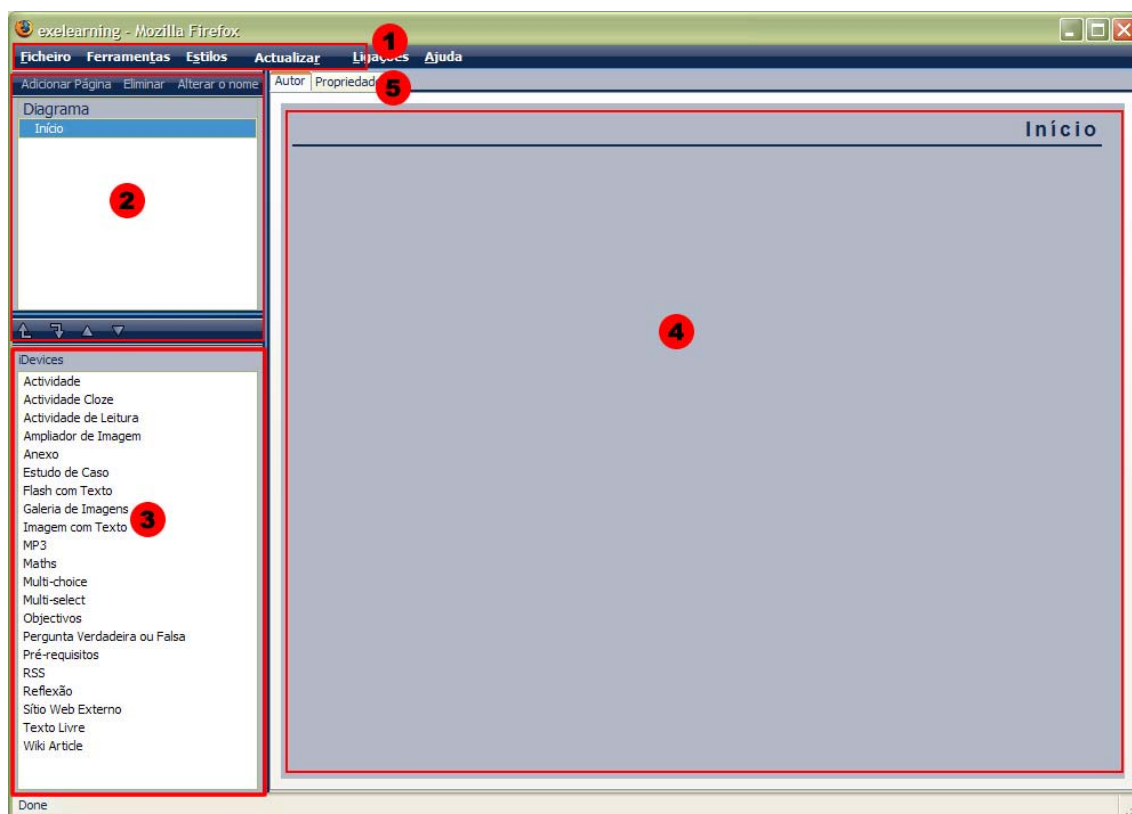 exelearning - Mozilla Firefox
1
Ficheiro Ferramentas Estilos Actualizar Ligações Ajuda
Adicionar Página Eliminar Alterar o nome
Autor
5
Diagrama
Início
Início
2
4
iDevices
Actividade
Actividade Cloze
Actividade de Leitura
Ampliador de Imagem
Anexo
Estudo de Caso
Flash com Texto
Galeria de Imagens
Imagem com Texto
3
MP3
Maths
Multi-choice
Multi-select
Objectivos
Pergunta Verdadeira ou Falsa
Pré-requisitos
RSS
Reflexão
Sítio Web Externo
Texto Livre
Wiki Article
Done